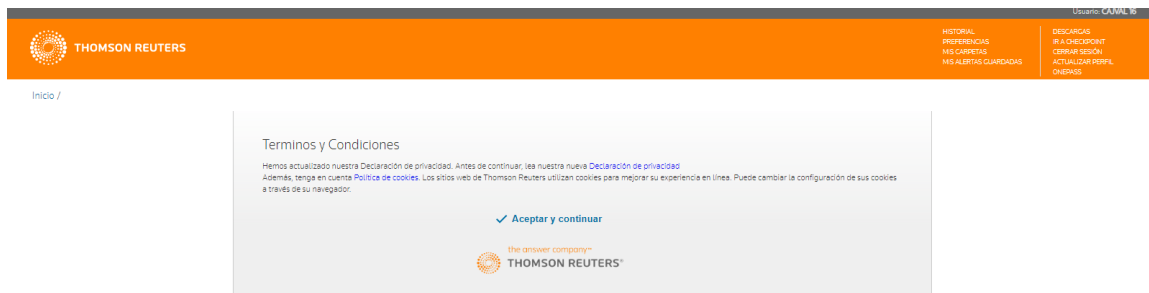 Usuario: CAJVAL16
THOMSON REUTERS
HISTORIAL
PREFERENCIAS
MIS CARPETAS
MIS ALERTAS GUARDADAS
DESCARGAS
IR A CHECKPOINT
CERRAR SESIÓN
ACTUALIZAR PERFIL
ONEPASS
Inicio /
Terminos y Condiciones
Hemos actualizado nuestra Declaración de privacidad. Antes de continuar, lea nuestra nueva Declaración de privacidad
Además, tenga en cuenta Política de cookies. Los sitios web de Thomson Reuters utilizan cookies para mejorar su experiencia en línea. Puede cambiar la configuración de sus cookies
a través de su navegador.
Aceptar y continuar
the answer company™
THOMSON REUTERS®